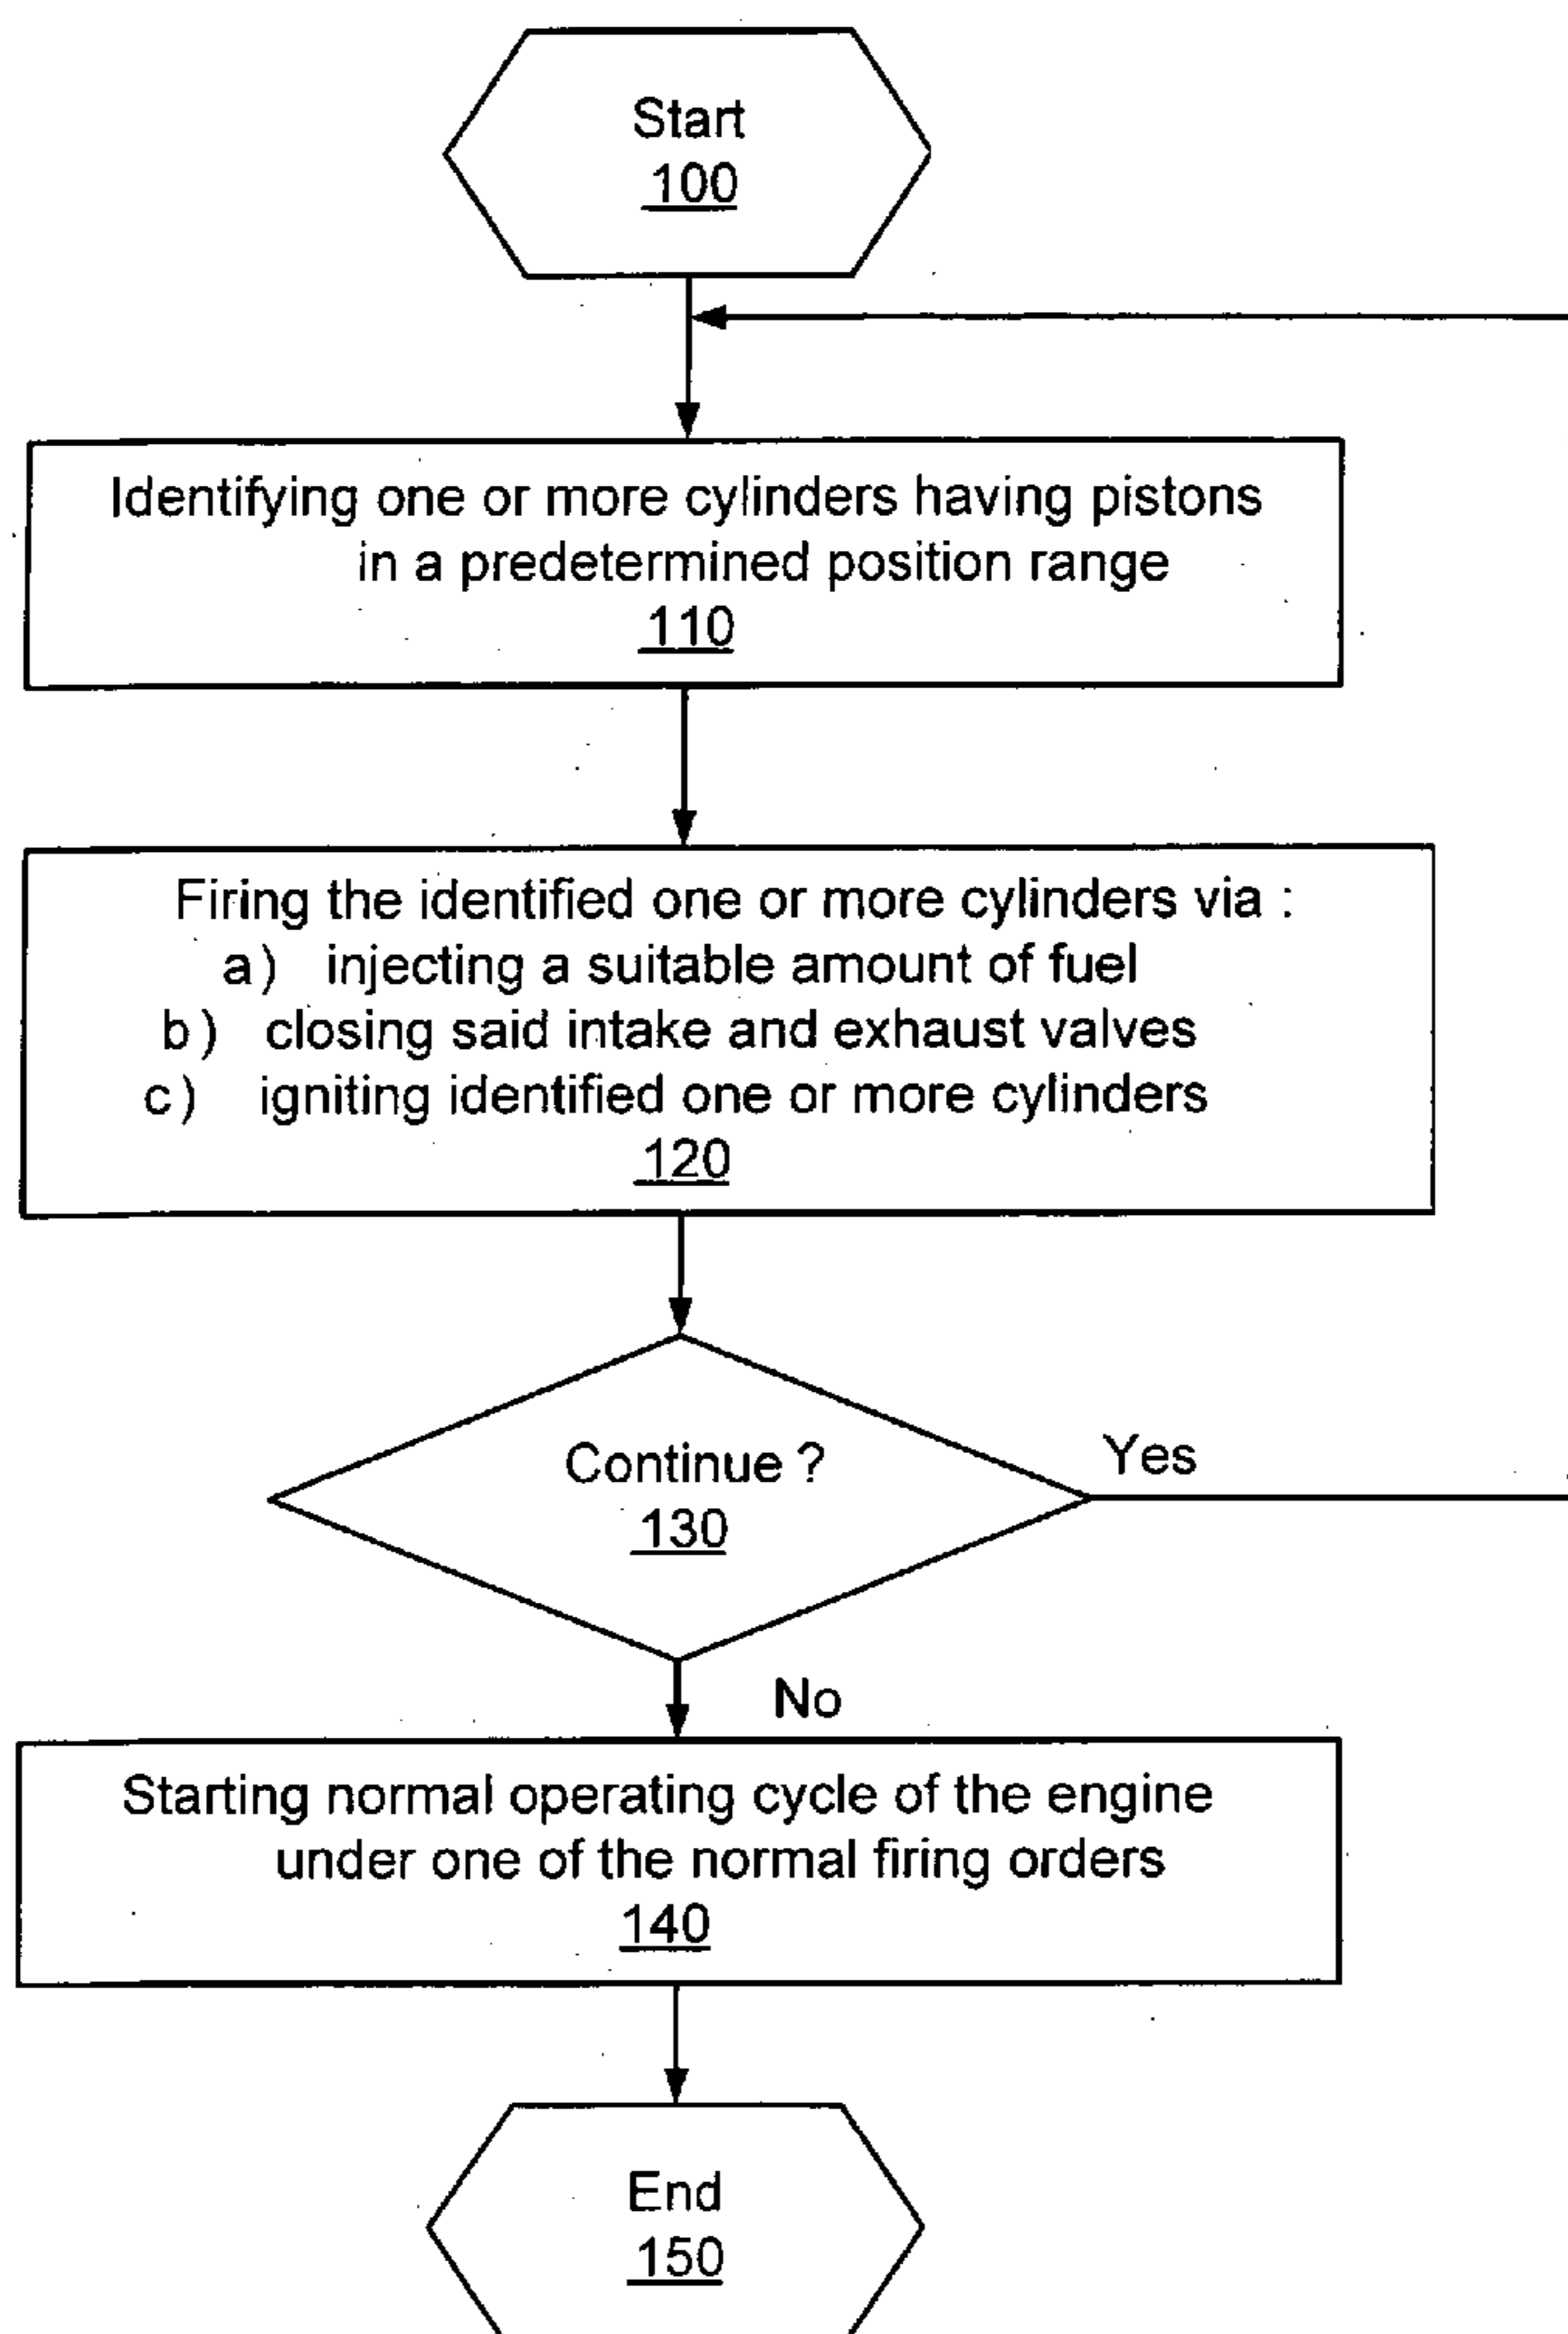 Start
100
Identifying one or more cylinders having pistons
in a predetermined position range
110
Firing the identified one or more cylinders via :
a) injecting a suitable amount of fuel
b) closing said intake and exhaust valves
c) igniting identified one or more cylinders
120
Continue ?
130
Yes
No
Starting normal operating cycle of the engine
under one of the normal firing orders
140
End
150